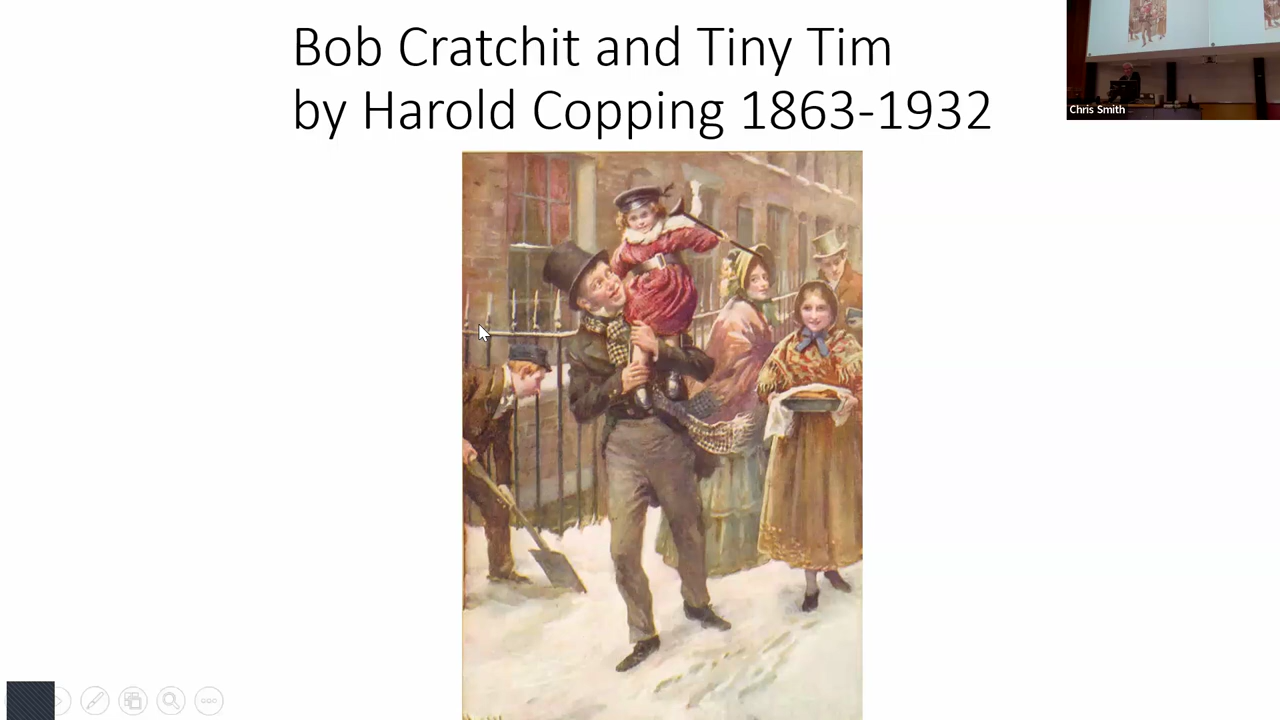 Bob Cratchit and Tiny Tim
by Harold Copping 1863-1932
Chris Smith